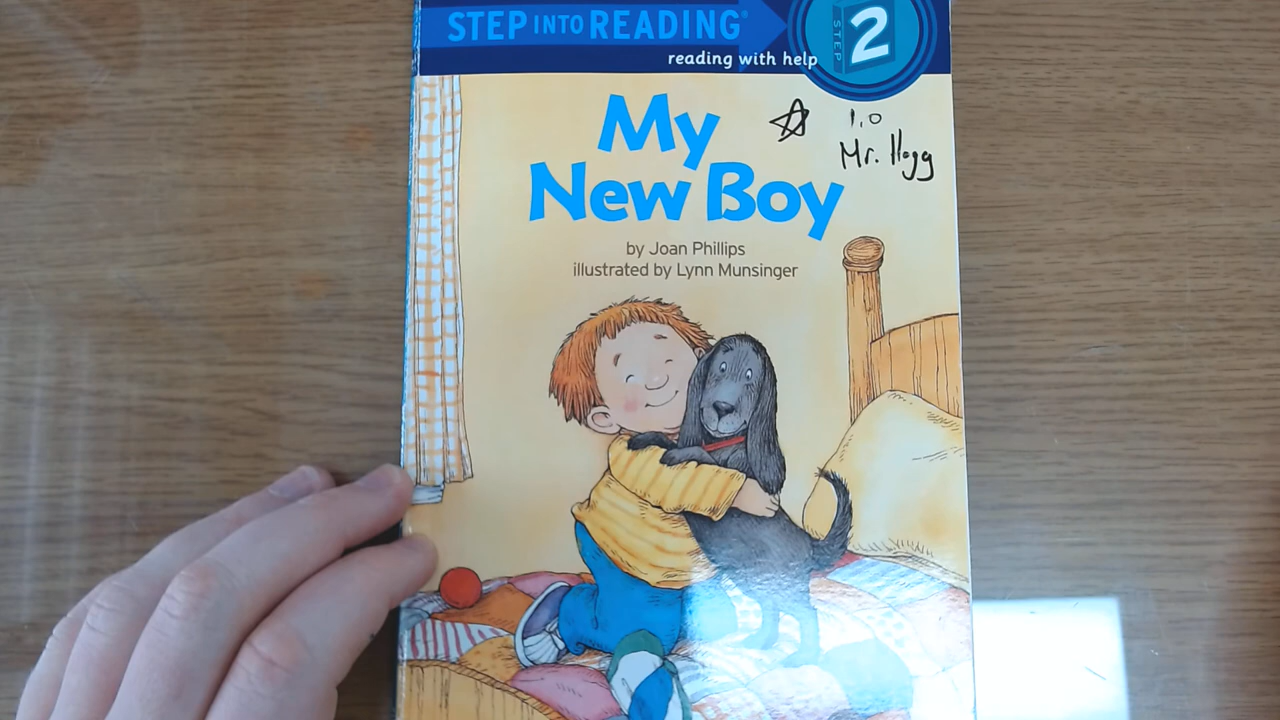 STEP INTO READING®
reading with help
STEP 2
My
New Boy
1.0
Mr. Hogg
by Joan Phillips
illustrated by Lynn Munsinger